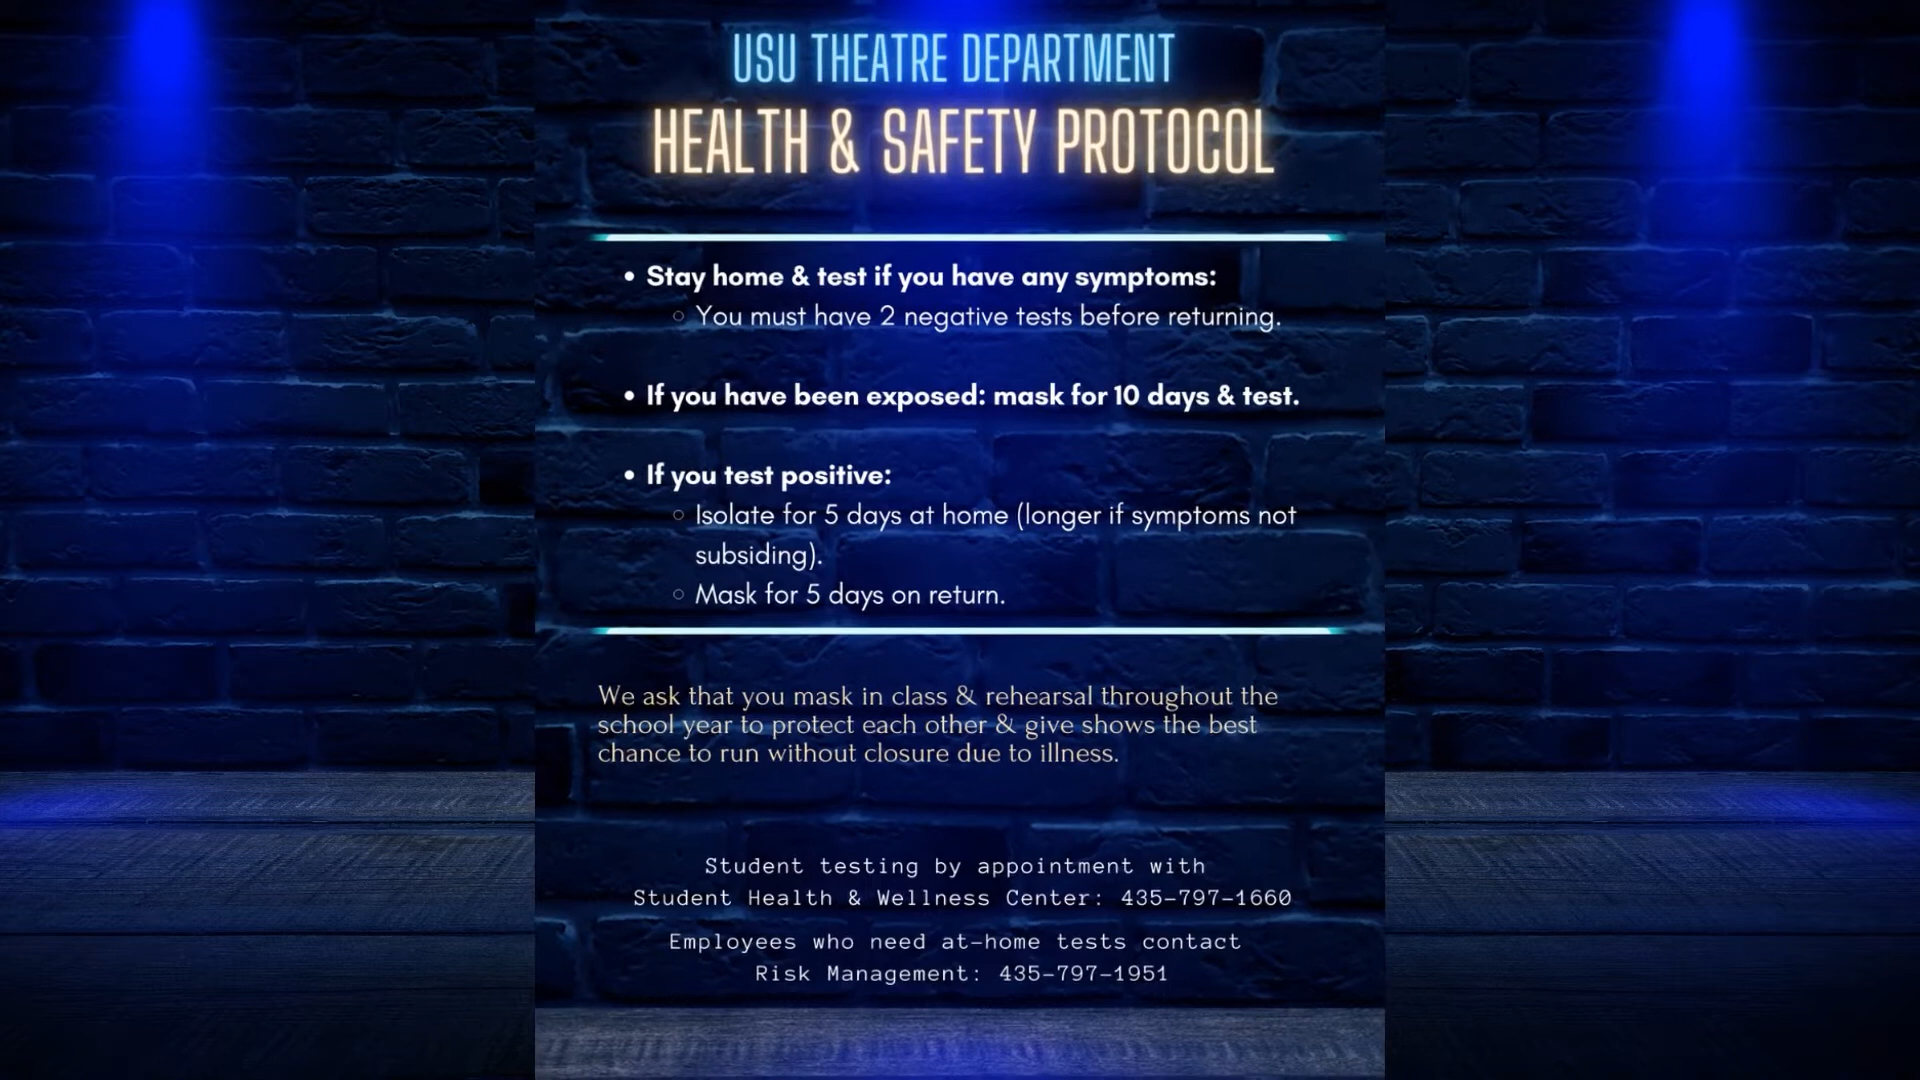 USU THEATRE DEPARTMENT
HEALTH & SAFETY PROTOCOL
• Stay home & test if you have any symptoms:
○ You must have 2 negative tests before returning.
• If you have been exposed: mask for 10 days & test.
• If you test positive:
○ Isolate for 5 days at home (longer if symptoms not
subsiding).
○ Mask for 5 days on return.
We ask that you mask in class & rehearsal throughout the
school year to protect each other & give shows the best
chance to run without closure due to illness.
Student testing by appointment with
Student Health & Wellness Center: 435-797-1660
Employees who need at-home tests contact
Risk Management: 435-797-1951